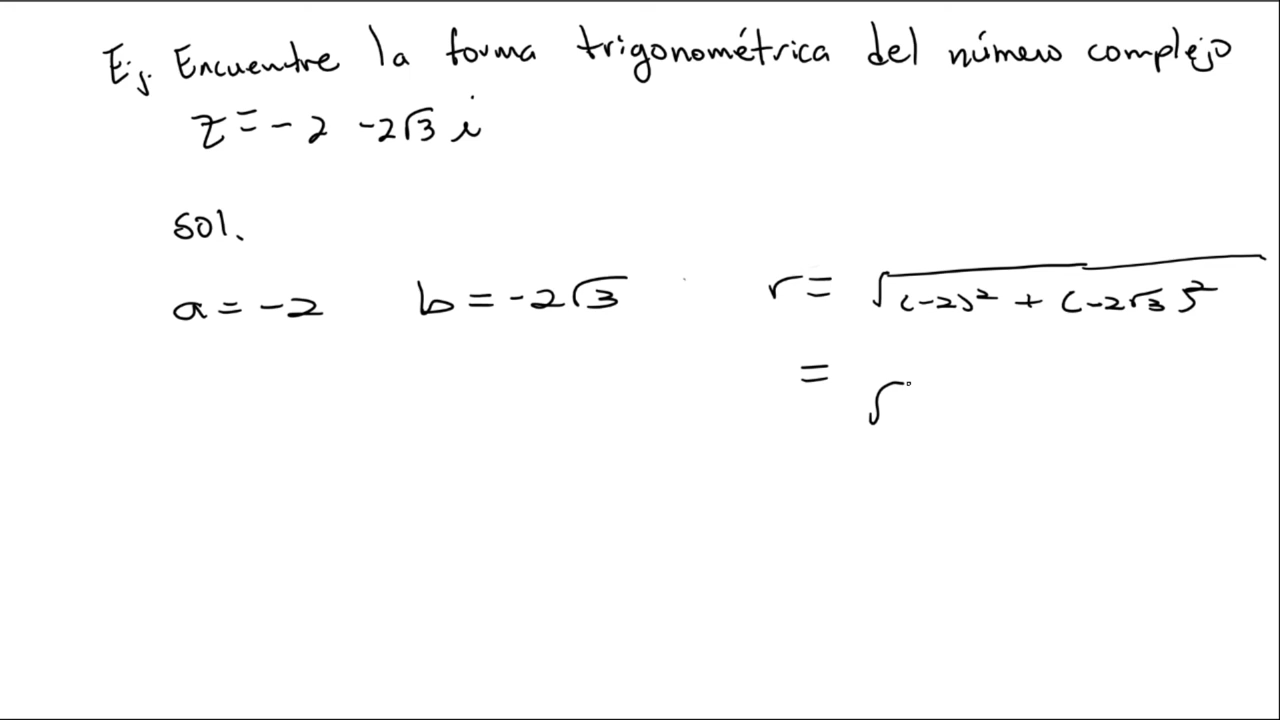 Ej. Encuentre la forma trigonométrica del número complejo
z = -2 -2√3 i
sol.
a = -2 b = -2√3 r = √((-2)² + (-2√3)²)
= √